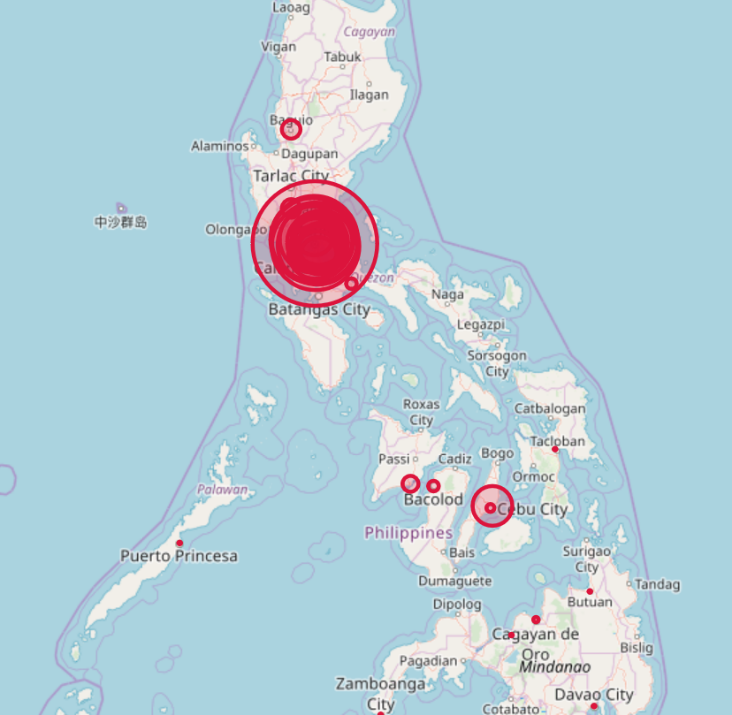 Laoag
Cagayan
Vigan
Tabuk
Ilagan
Baguio
Alaminos
Dagupan
Tarlac City
中沙群岛
Olongapo
Quezon
Batangas City
Naga
Legazpi
Sorsogon
City
Roxas
City
Catbalogan
Tacloban
Passi
Cadiz
Bogo
Ormoc
Palawan
Bacolod
Cebu City
Philippines
Puerto Princesa
Bais
Surigao
City
Dumaguete
Tandag
Dipolog
Butuan
Cagayan de
Oro
Bislig
Pagadian
Mindanao
Zamboanga
City
Davao City
Cotabato